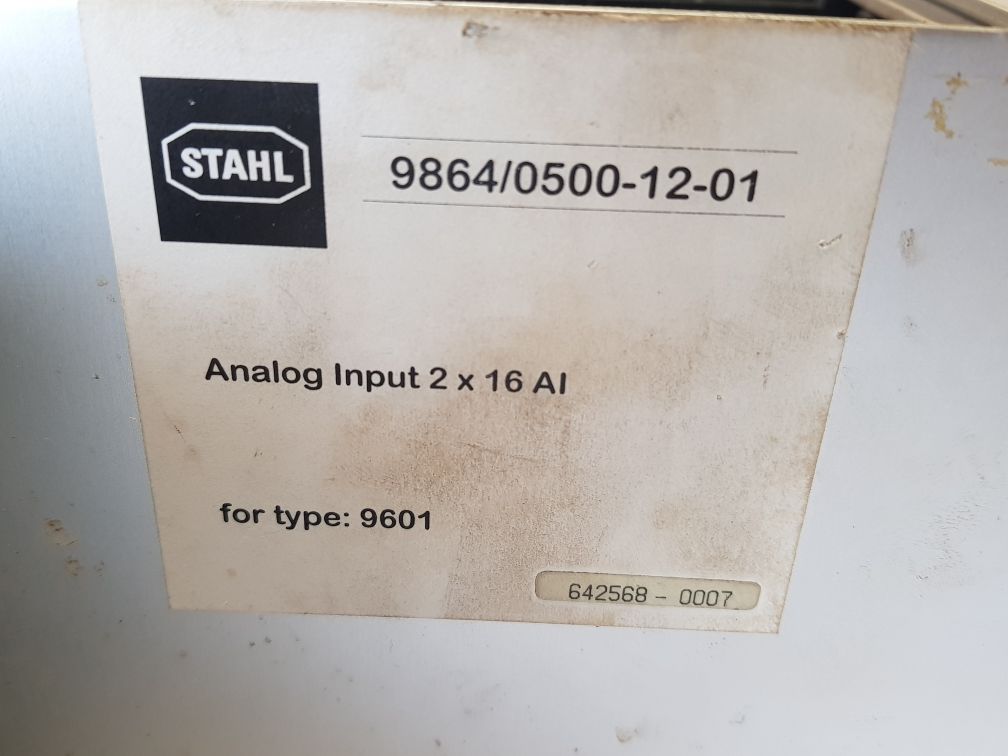 STAHL
9864/0500-12-01
Analog Input 2 x 16 AI
for type: 9601
642568 - 0007